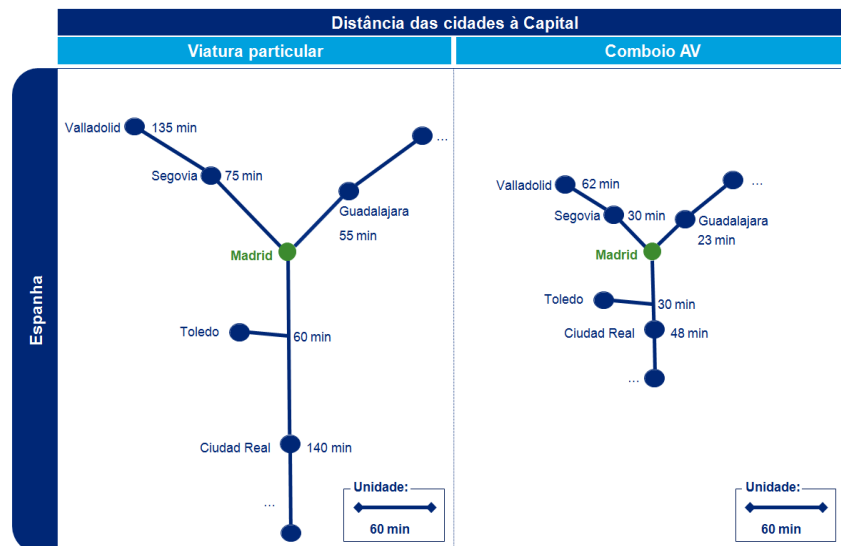 Distância das cidades à Capital
Viatura particular
Comboio AV
Espanha
Valladolid
135 min
...
Segovia
75 min
Guadalajara
55 min
Madrid
Toledo
60 min
Ciudad Real
140 min
...
Unidade:
60 min
Valladolid
62 min
...
Segovia
30 min
Guadalajara
23 min
Madrid
Toledo
30 min
Ciudad Real
48 min
...
Unidade:
60 min